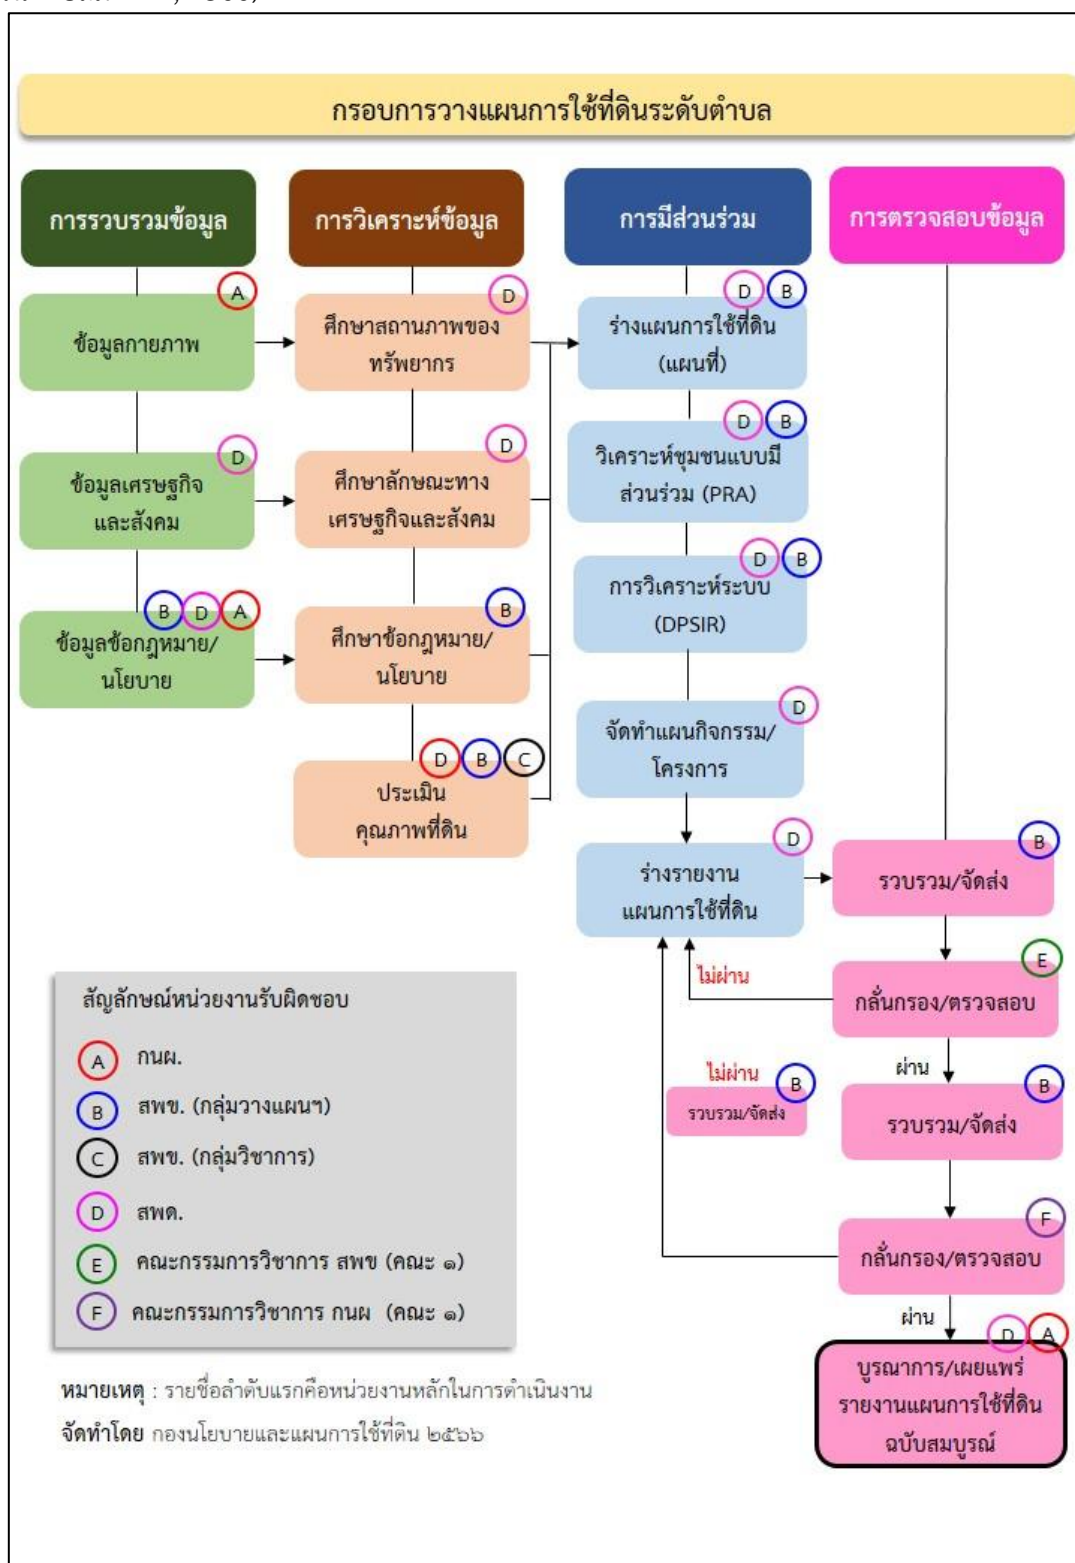 กรอบการวางแผนการใช้ที่ดินระดับตำบล
การรวบรวมข้อมูล
การวิเคราะห์ข้อมูล
การมีส่วนร่วม
การตรวจสอบข้อมูล
A
ข้อมูลกายภาพ
D
ข้อมูลเศรษฐกิจ
และสังคม
B D A
ข้อมูลข้อกฎหมาย/
นโยบาย
D
ศึกษาสถานภาพของ
ทรัพยากร
D
ศึกษาลักษณะทาง
เศรษฐกิจและสังคม
B
ศึกษาข้อกฎหมาย/
นโยบาย
D B C
ประเมิน
คุณภาพที่ดิน
D B
ร่างแผนการใช้ที่ดิน
(แผนที่)
D B
วิเคราะห์ชุมชนแบบมี
ส่วนร่วม (PRA)
D B
การวิเคราะห์ระบบ
(DPSIR)
D
จัดทำแผนกิจกรรม/
โครงการ
D
ร่างรายงาน
แผนการใช้ที่ดิน
B
รวบรวม/จัดส่ง
E
กลั่นกรอง/ตรวจสอบ
ไม่ผ่าน
ผ่าน
B
รวบรวม/จัดส่ง
ไม่ผ่าน
B
รวบรวม/จัดส่ง
F
กลั่นกรอง/ตรวจสอบ
ผ่าน
D A
บูรณาการ/เผยแพร่
รายงานแผนการใช้ที่ดิน
ฉบับสมบูรณ์
สัญลักษณ์หน่วยงานรับผิดชอบ
A กนผ.
B สพข. (กลุ่มวางแผนฯ)
C สพข. (กลุ่มวิชาการ)
D สพด.
E คณะกรรมการวิชาการ สพข (คณะ ๑)
F คณะกรรมการวิชาการ กนผ (คณะ ๑)
หมายเหตุ : รายชื่อลำดับแรกคือหน่วยงานหลักในการดำเนินงาน
จัดทำโดย กองนโยบายและแผนการใช้ที่ดิน ๒๕๖๖